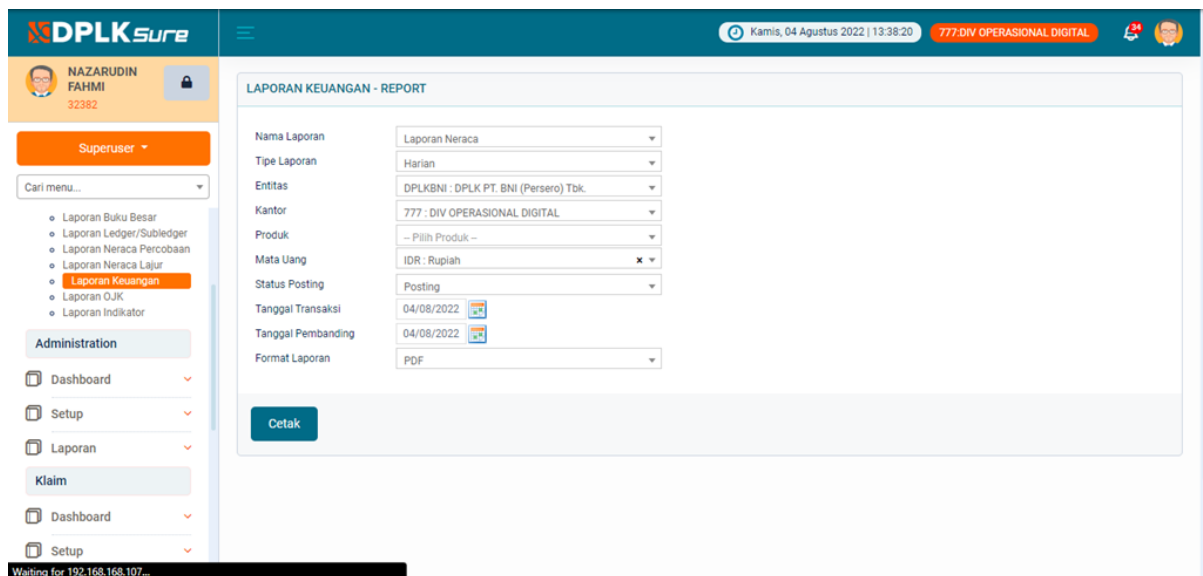 DPLKSure
Kamis, 04 Agustus 2022 | 13:38:20
777:DIV OPERASIONAL DIGITAL
34
NAZARUDIN
FAHMI
32382
Superuser
Cari menu...
Laporan Buku Besar
Laporan Ledger/Subledger
Laporan Neraca Percobaan
Laporan Neraca Lajur
Laporan Keuangan
Laporan OJK
Laporan Indikator
Administration
Dashboard
Setup
Laporan
Klaim
Dashboard
Setup
Waiting for 192.168.168.107...
LAPORAN KEUANGAN - REPORT
Nama Laporan Laporan Neraca
Tipe Laporan Harian
Entitas DPLKBNI : DPLK PT. BNI (Persero) Tbk.
Kantor 777 : DIV OPERASIONAL DIGITAL
Produk -- Pilih Produk --
Mata Uang IDR : Rupiah x
Status Posting Posting
Tanggal Transaksi 04/08/2022
Tanggal Pembanding 04/08/2022
Format Laporan PDF
Cetak